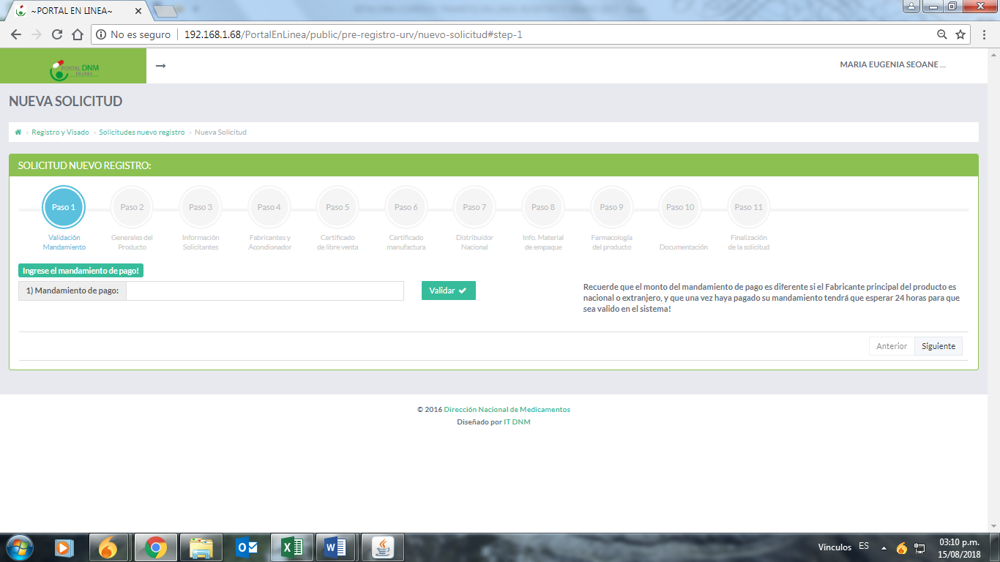 ~PORTAL EN LINEA~
No es seguro
192.168.1.68/PortalEnLinea/public/pre-registro-urv/nuevo-solicitud#step-1
PORTAL DNM
EN LINEA
MARIA EUGENIA SEOANE ...
NUEVA SOLICITUD
Registro y Visado › Solicitudes nuevo registro › Nueva Solicitud
SOLICITUD NUEVO REGISTRO:
Paso 1
Validación
Mandamiento
Paso 2
Generales del
Producto
Paso 3
Información
Solicitantes
Paso 4
Fabricantes y
Acondionador
Paso 5
Certificado
de libre venta
Paso 6
Certificado
manufactura
Paso 7
Distribuidor
Nacional
Paso 8
Info. Material
de empaque
Paso 9
Farmacología
del producto
Paso 10
Documentación
Paso 11
Finalización
de la solicitud
Ingrese el mandamiento de pago!
1) Mandamiento de pago:
Validar
Recuerde que el monto del mandamiento de pago es diferente si el Fabricante principal del producto es
nacional o extranjero, y que una vez haya pagado su mandamiento tendrá que esperar 24 horas para que
sea valido en el sistema!
Anterior
Siguiente
© 2016 Dirección Nacional de Medicamentos
Diseñado por IT DNM
Vínculos
ES
03:10 p.m.
15/08/2018